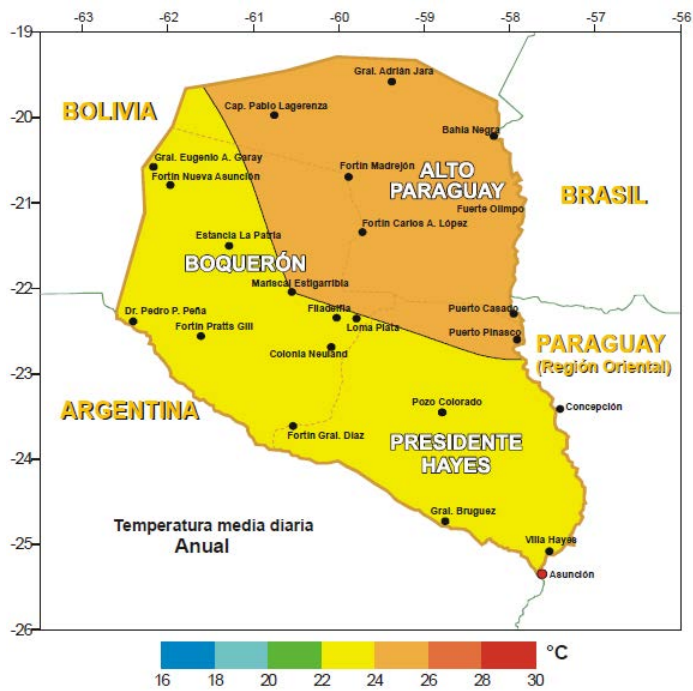 -62 -61 -60 -59 -58 -57 -56
-19
Gral. Adrián Jara
-20
BOLIVIA
Cap. Pablo Lagerenza
Bahía Negra
Gral. Eugenio A. Garay
Fortín Nueva Asunción
Fortín Madrejón
ALTO
PARAGUAY
BRASIL
-21
Fuerte Olimpo
Fortín Carlos A. López
Estancia La Patria
BOQUERÓN
Mariscal Estigarribia
-22
Dr. Pedro P. Peña
Filadelfia
Loma Plata
Puerto Casado
Fortín Pratts Gill
Puerto Pinasco
PARAGUAY
(Región Oriental)
Colonia Neuland
-23
ARGENTINA
Pozo Colorado
Concepción
Fortín Gral. Díaz
PRESIDENTE
HAYES
-24
Gral. Bruguez
Temperatura media diaria
Anual
-25
Villa Hayes
Asunción
-26
°C
16 18 20 22 24 26 28 30